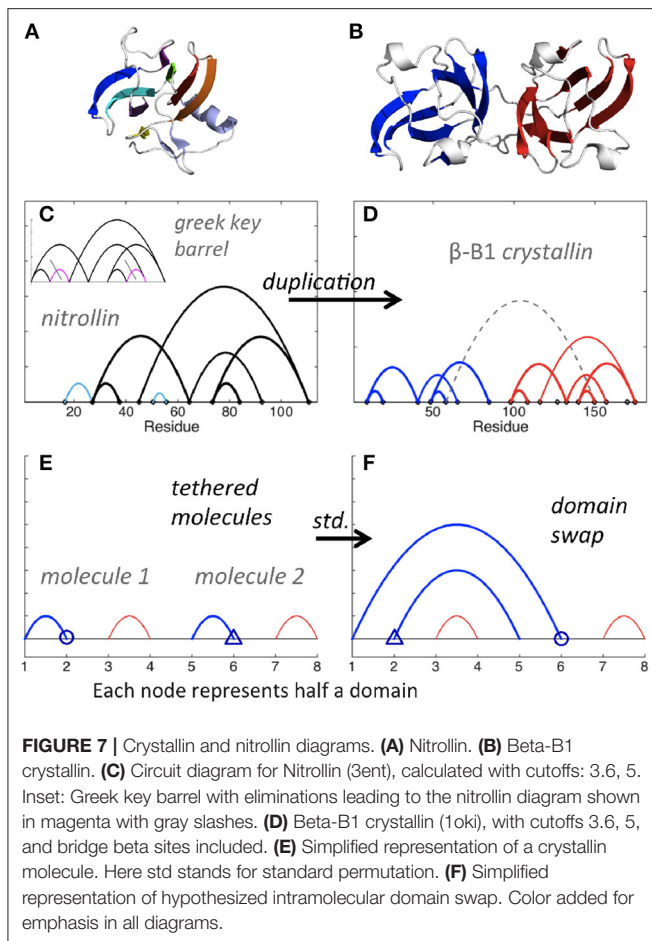 A
B
C
greek key
barrel
nitrollin
20 40 60 80 100
Residue
duplication
D
β-B1 crystallin
50 100 150
Residue
E
tethered
molecules
molecule 1 molecule 2
1 2 3 4 5 6 7 8
std.
F
domain
swap
1 2 3 4 5 6 7 8
Each node represents half a domain
FIGURE 7 | Crystallin and nitrollin diagrams. (A) Nitrollin. (B) Beta-B1
crystallin. (C) Circuit diagram for Nitrollin (3ent), calculated with cutoffs: 3.6, 5.
Inset: Greek key barrel with eliminations leading to the nitrollin diagram shown
in magenta with gray slashes. (D) Beta-B1 crystallin (1oki), with cutoffs 3.6, 5,
and bridge beta sites included. (E) Simplified representation of a crystallin
molecule. Here std stands for standard permutation. (F) Simplified
representation of hypothesized intramolecular domain swap. Color added for
emphasis in all diagrams.